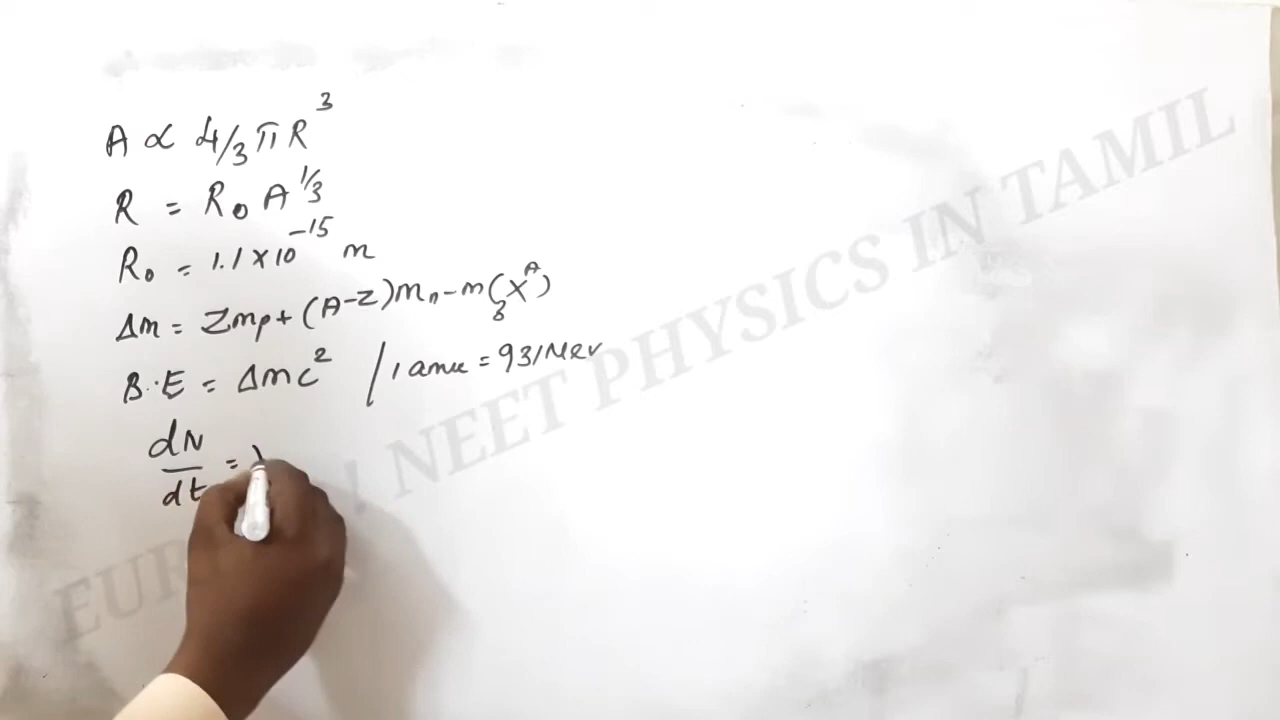 A ∝ 4/3 π R³
R = R₀ A^1/3
R₀ = 1.1 × 10⁻¹⁵ m
Δm = Zmp + (A-Z)mn - m(zXᴬ)
B.E = Δmc² / 1 amu = 931 MeV
dN/dt =
! NEET PHYSICS IN TAMIL